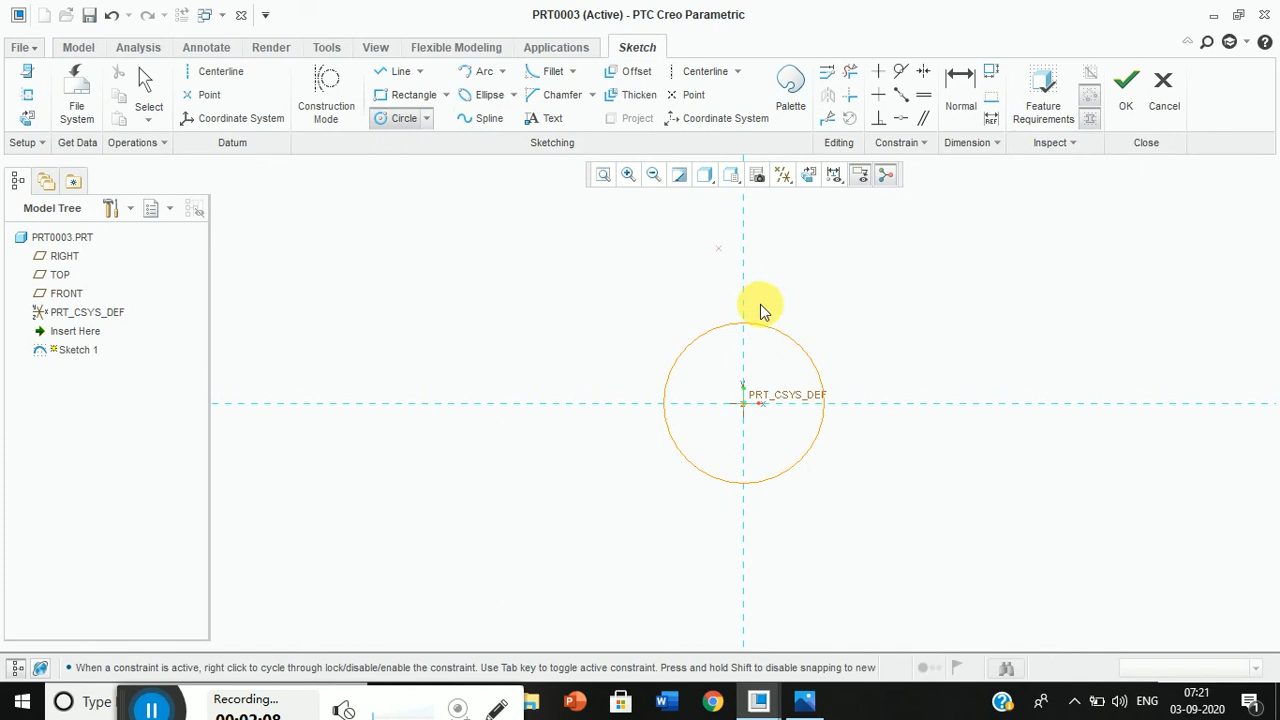 PRT0003 (Active) - PTC Creo Parametric
File Model Analysis Annotate Render Tools View Flexible Modeling Applications Sketch
Centerline Line Arc Fillet Offset Centerline
Point Rectangle Ellipse Chamfer Thicken Point
File System Select Coordinate System Construction Mode Circle Spline Text Project Coordinate System Palette Normal Feature Requirements OK Cancel
Setup Get Data Operations Datum Sketching Editing Constrain Dimension Inspect Close
Model Tree
PRT0003.PRT
RIGHT
TOP
FRONT
PRT_CSYS_DEF
Insert Here
Sketch 1
PRT_CSYS_DEF
When a constraint is active, right click to cycle through lock/disable/enable the constraint. Use Tab key to toggle active constraint. Press and hold Shift to disable snapping to new
Type
Recording...
00:02:08
ENG
07:21
03-09-2020